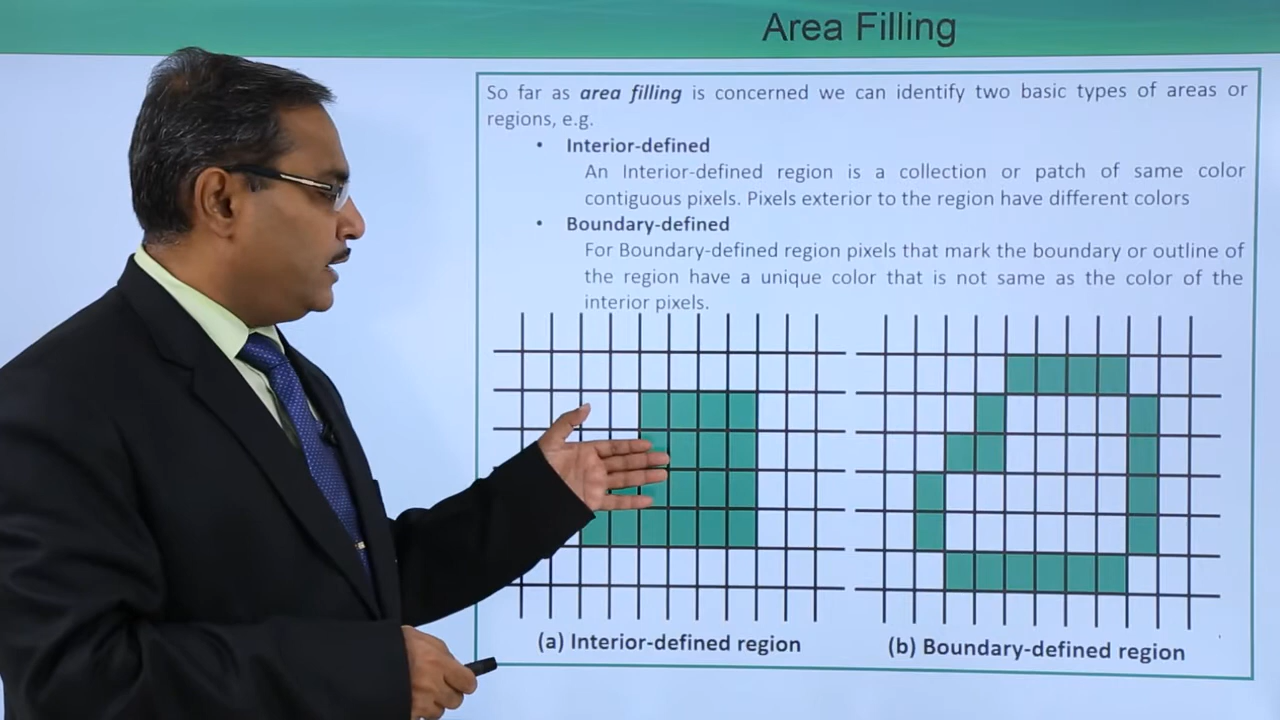 Area Filling
So far as area filling is concerned we can identify two basic types of areas or
regions, e.g.
• Interior-defined
An Interior-defined region is a collection or patch of same color
contiguous pixels. Pixels exterior to the region have different colors
• Boundary-defined
For Boundary-defined region pixels that mark the boundary or outline of
the region have a unique color that is not same as the color of the
interior pixels.
(a) Interior-defined region
(b) Boundary-defined region